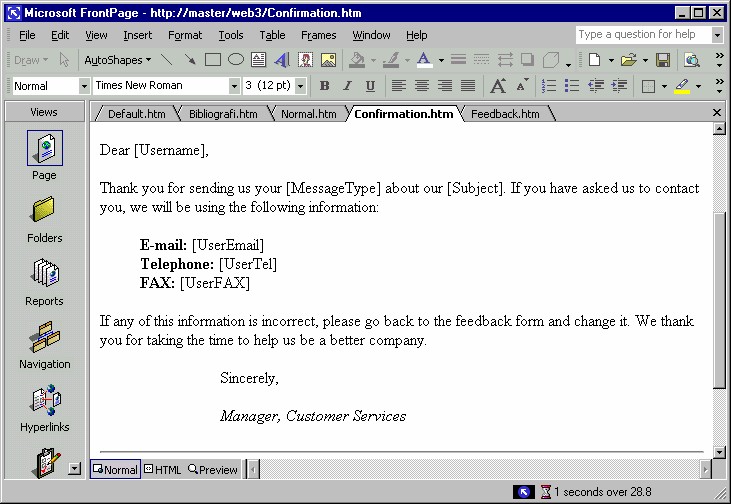 Microsoft FrontPage - http://master/web3/Confirmation.htm
File Edit View Insert Format Tools Table Frames Window Help Type a question for help
Draw AutoShapes
Normal Times New Roman 3 (12 pt) B I U
Views Default.htm Bibliografi.htm Normal.htm Confirmation.htm Feedback.htm
Page
Folders
Reports
Navigation
Hyperlinks
Dear [Username],
Thank you for sending us your [MessageType] about our [Subject]. If you have asked us to contact
you, we will be using the following information:
E-mail: [UserEmail]
Telephone: [UserTel]
FAX: [UserFAX]
If any of this information is incorrect, please go back to the feedback form and change it. We thank
you for taking the time to help us be a better company.
Sincerely,
Manager, Customer Services
Normal HTML Preview
1 seconds over 28.8